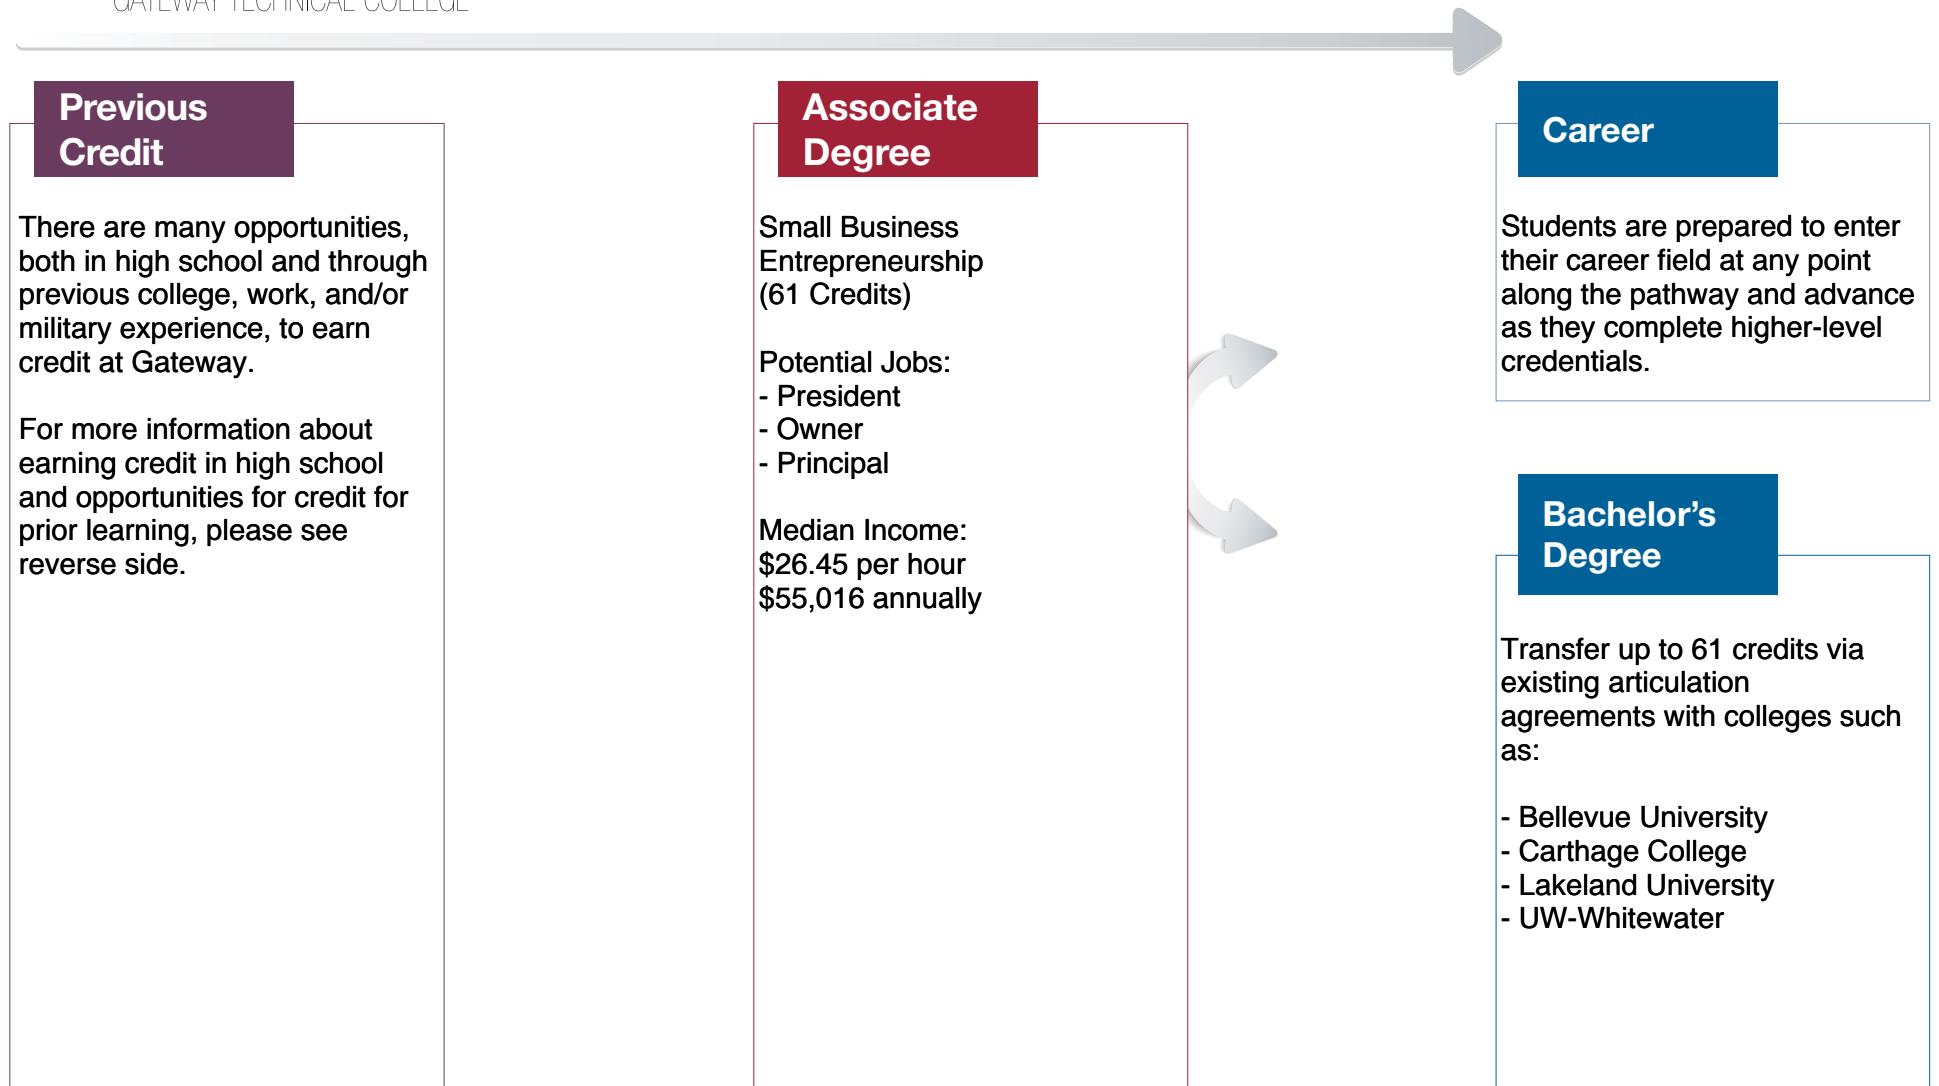 GATEWAY TECHNICAL COLLEGE
Previous
Credit
There are many opportunities,
both in high school and through
previous college, work, and/or
military experience, to earn
credit at Gateway.
For more information about
earning credit in high school
and opportunities for credit for
prior learning, please see
reverse side.
Associate
Degree
Small Business
Entrepreneurship
(61 Credits)
Potential Jobs:
- President
- Owner
- Principal
Median Income:
$26.45 per hour
$55,016 annually
Career
Students are prepared to enter
their career field at any point
along the pathway and advance
as they complete higher-level
credentials.
Bachelor’s
Degree
Transfer up to 61 credits via
existing articulation
agreements with colleges such
as:
- Bellevue University
- Carthage College
- Lakeland University
- UW-Whitewater